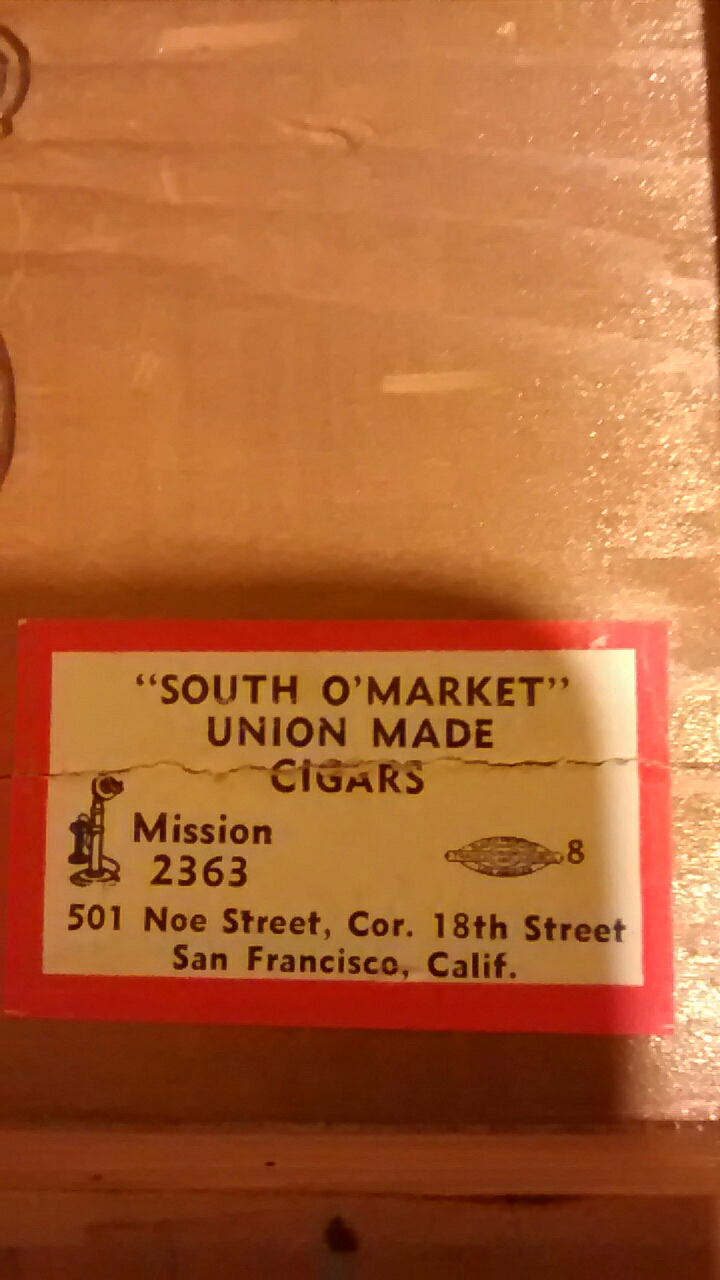 "SOUTH O'MARKET"
UNION MADE
CIGARS
Mission
2363
8
501 Noe Street, Cor. 18th Street
San Francisco, Calif.